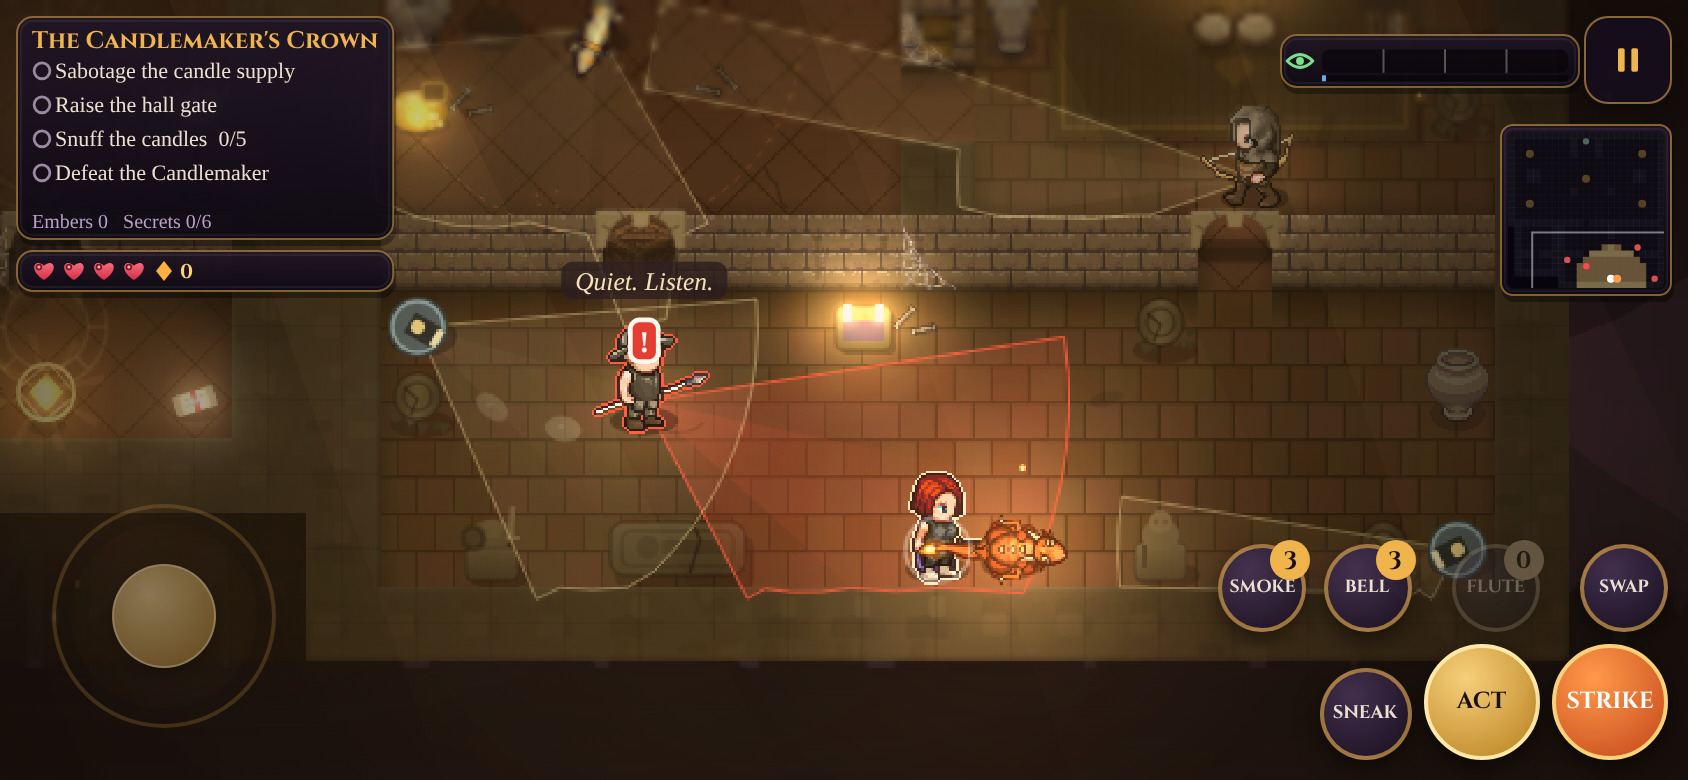 The Candlemaker's Crown
Sabotage the candle supply
Raise the hall gate
Snuff the candles 0/5
Defeat the Candlemaker
Embers 0 Secrets 0/6
0
Quiet. Listen.
!
3
3
0
SMOKE
BELL
FLUTE
SWAP
SNEAK
ACT
STRIKE